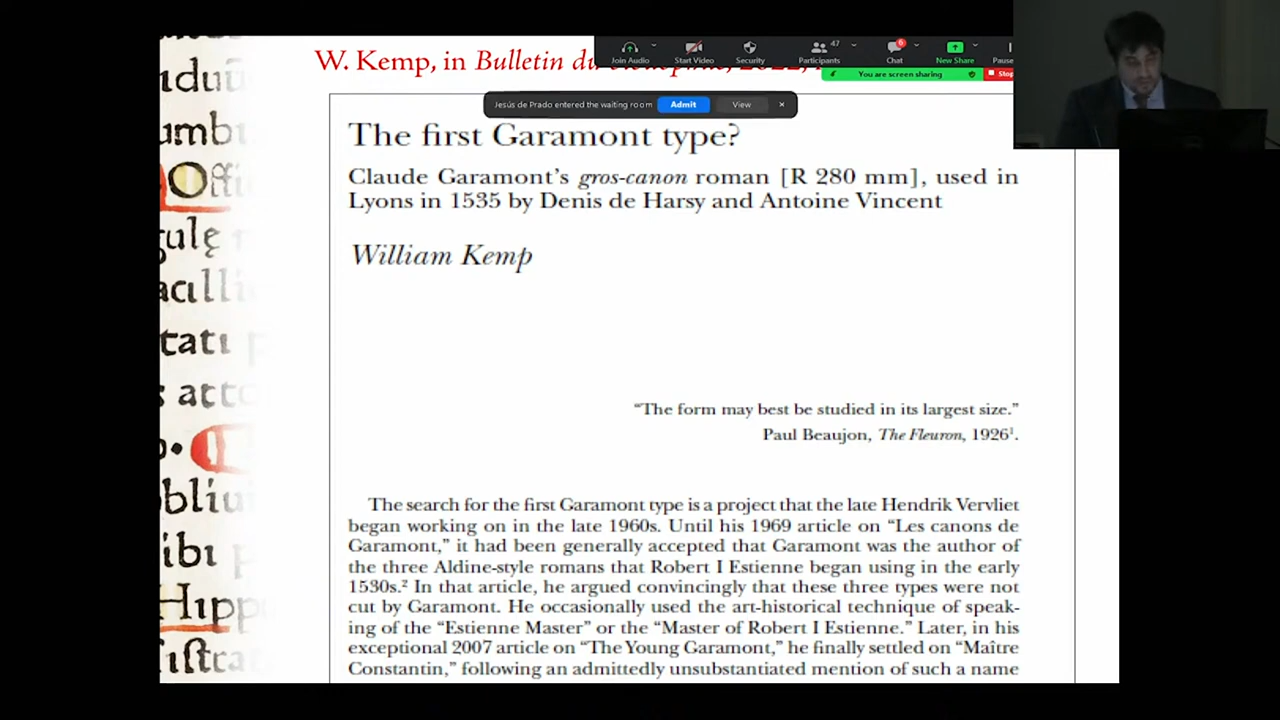 W. Kemp, in Bulletin du
Join Audio
Start Video
Security
47
Participants
6
Chat
New Share
Pause
You are screen sharing
Stop
Jesús de Prado entered the waiting room
Admit
View
The first Garamont type?
Claude Garamont's gros-canon roman [R 280 mm], used in
Lyons in 1535 by Denis de Harsy and Antoine Vincent
William Kemp
“The form may best be studied in its largest size.”
Paul Beaujon, The Fleuron, 1926¹.
The search for the first Garamont type is a project that the late Hendrik Vervliet
began working on in the late 1960s. Until his 1969 article on “Les canons de
Garamont,” it had been generally accepted that Garamont was the author of
the three Aldine-style romans that Robert I Estienne began using in the early
1530s.² In that article, he argued convincingly that these three types were not
cut by Garamont. He occasionally used the art-historical technique of speak-
ing of the “Estienne Master” or the “Master of Robert I Estienne.” Later, in his
exceptional 2007 article on “The Young Garamont,” he finally settled on “Maître
Constantin,” following an admittedly unsubstantiated mention of such a name